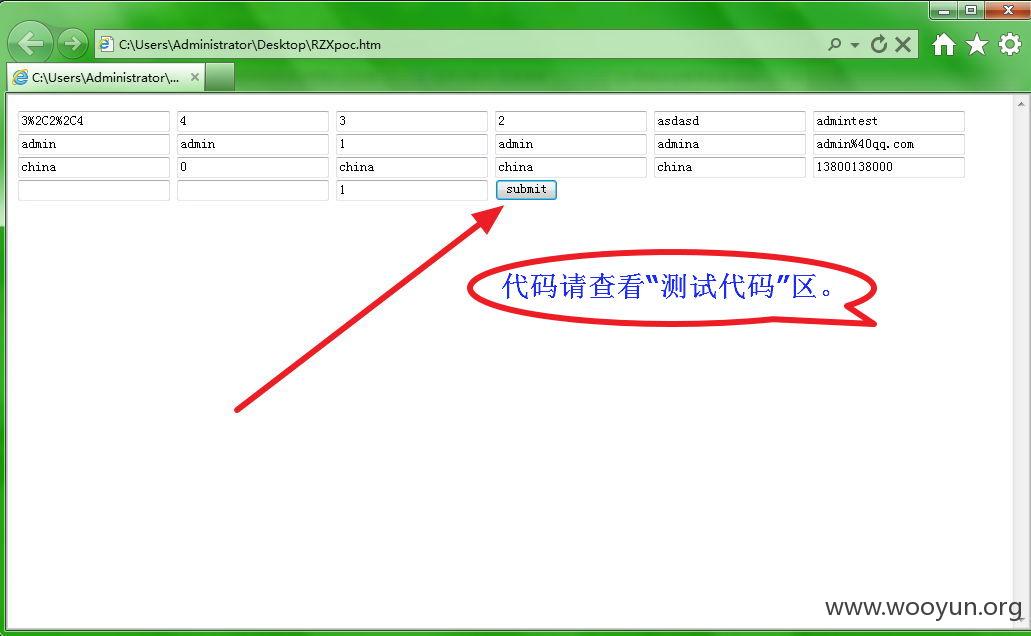 C:\Users\Administrator\Desktop\RZXpoc.htm
C:\Users\Administrator\...
3%2C2%2C4 4 3 2 asdasd admintest
admin admin 1 admin admina admin%40qq.com
china 0 china china china 13800138000
1 submit
代码请查看“测试代码”区。
www.wooyun.org